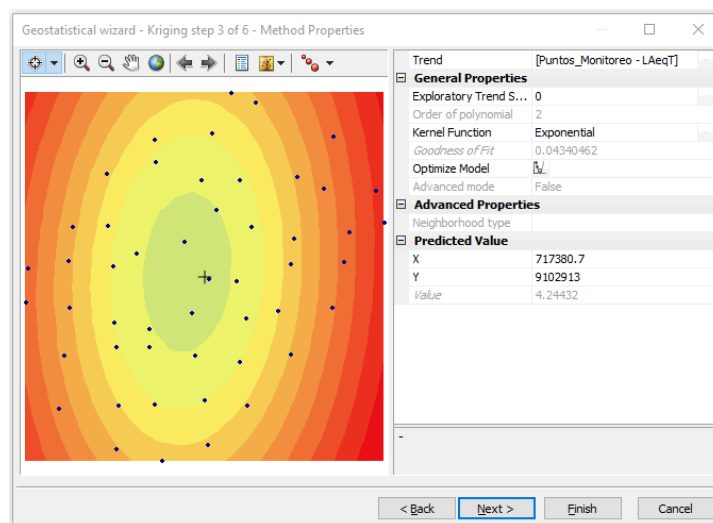 Geostatistical wizard - Kriging step 3 of 6 - Method Properties
Trend [Puntos_Monitoreo - LAeqT]
General Properties
Exploratory Trend S... 0
Order of polynomial 2
Kernel Function Exponential
Goodness of Fit 0.04340462
Optimize Model
Advanced mode False
Advanced Properties
Neighborhood type
Predicted Value
X 717380.7
Y 9102913
Value 4.24432
-
< Back Next > Finish Cancel